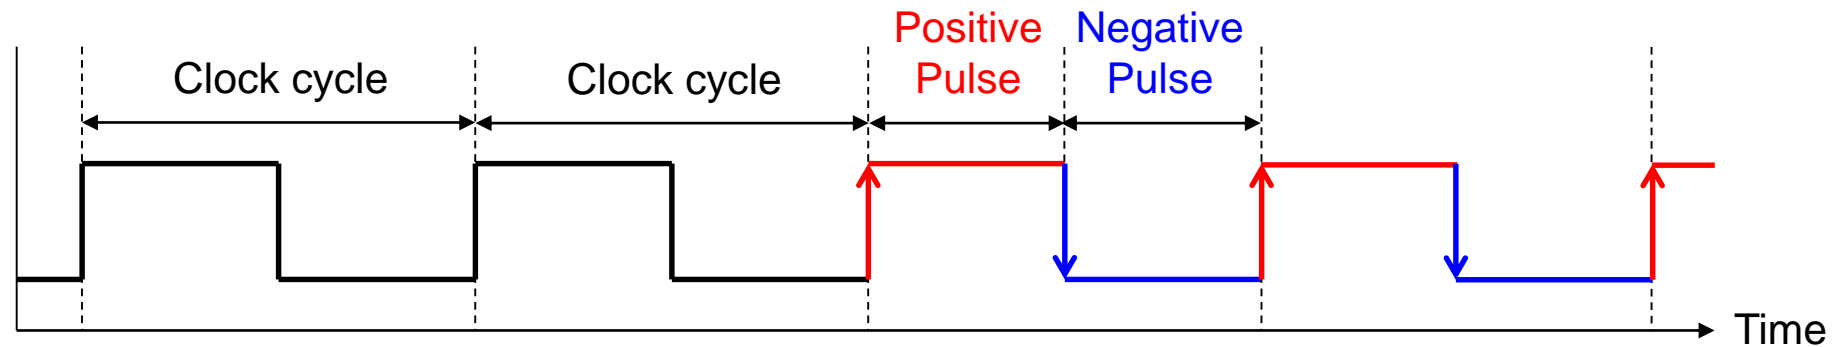 Clock cycle
Clock cycle
Positive
Pulse
Negative
Pulse
Time